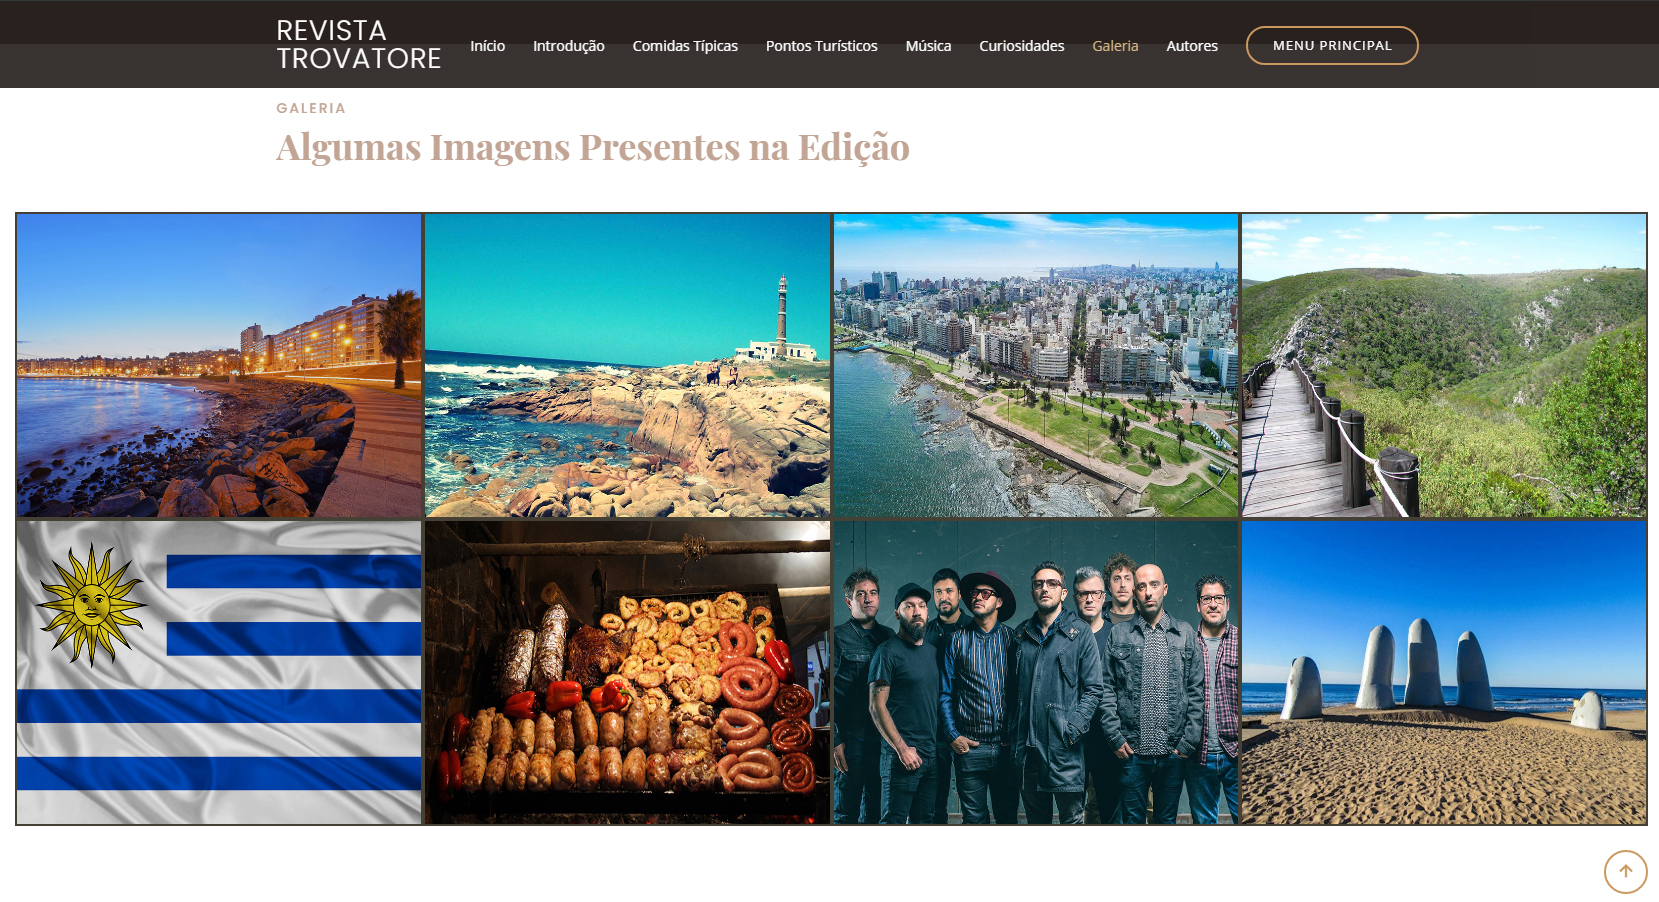 REVISTA
TROVATORE
Início Introdução Comidas Típicas Pontos Turísticos Música Curiosidades Galeria Autores MENU PRINCIPAL
GALERIA
Algumas Imagens Presentes na Edição